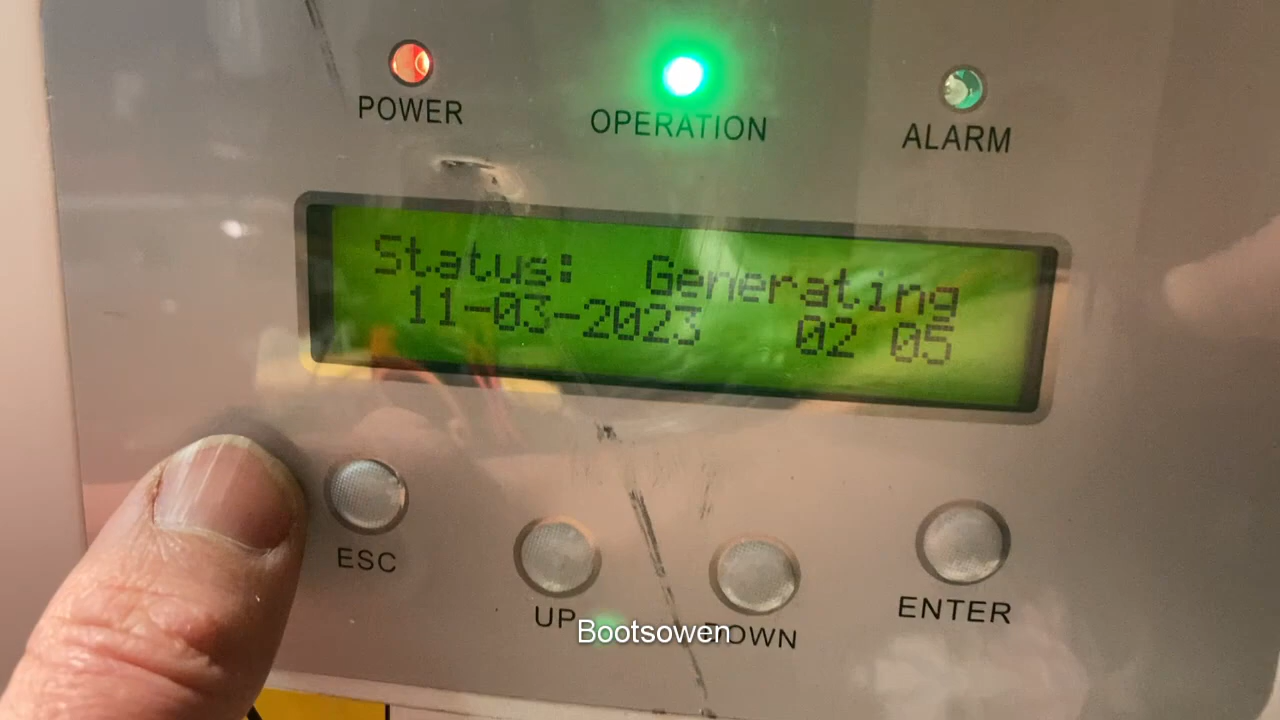 POWER
OPERATION
ALARM
Status: Generating
11-03-2023 02 05
ESC
UP
DOWN
ENTER
Bootsowen